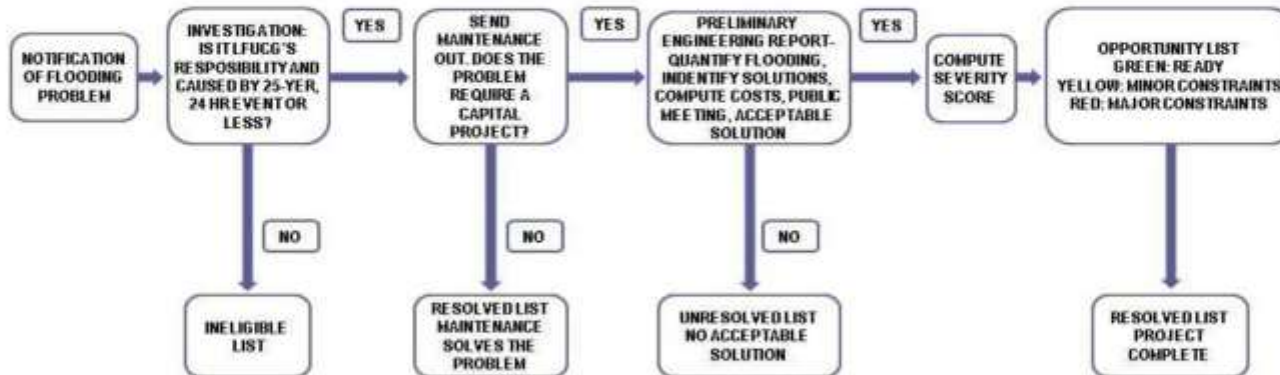 NOTIFICATION
OF FLOODING
PROBLEM
INVESTIGATION:
IS IT LFUCG'S
RESPOSIBILITY AND
CAUSED BY 25-YER,
24 HR EVENT OR
LESS?
YES
SEND
MAINTENANCE
OUT. DOES THE
PROBLEM
REQUIRE A
CAPITAL
PROJECT?
YES
PRELIMINARY
ENGINEERING REPORT-
QUANTIFY FLOODING,
INDENTIFY SOLUTIONS,
COMPUTE COSTS, PUBLIC
MEETING, ACCEPTABLE
SOLUTION
YES
COMPUTE
SEVERITY
SCORE
OPPORTUNITY LIST
GREEN: READY
YELLOW: MINOR CONSTRAINTS
RED: MAJOR CONSTRAINTS
NO
NO
NO
INELIGIBLE
LIST
RESOLVED LIST
MAINTENANCE
SOLVES THE
PROBLEM
UNRESOLVED LIST
NO ACCEPTABLE
SOLUTION
RESOLVED LIST
PROJECT
COMPLETE